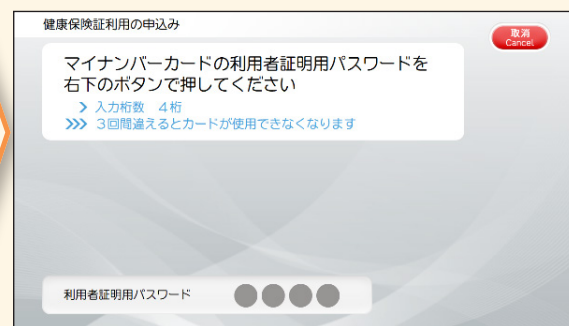 健康保険証利用の申込み
取消
Cancel
マイナンバーカードの利用者証明用パスワードを
右下のボタンで押してください
> 入力桁数 4桁
>>> 3回間違えるとカードが使用できなくなります
利用者証明用パスワード